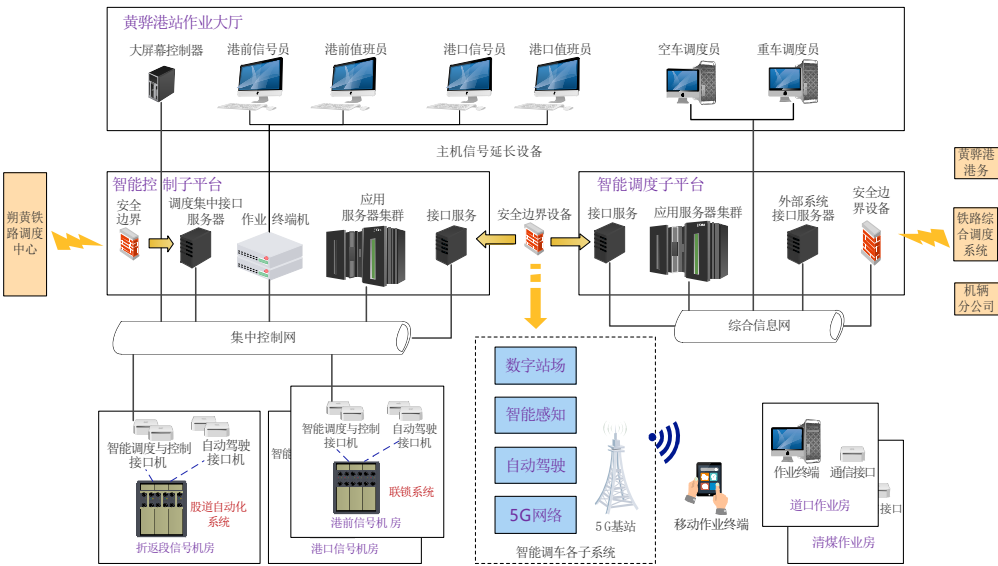 黄骅港站作业大厅
大屏幕控制器
港前信号员
港前值班员
港口信号员
港口值班员
空车调度员
重车调度员
主机信号延长设备
朔黄铁
路调度
中心
智能控制子平台
安全
边界
调度集中接口
服务器
作业 终端机
应用
服务器集群
接口服务
安全边界设备
智能调度子平台
接口服务
应用服务器集群
外部系统
接口服务器
安全边
界设备
黄骅港
港务
铁路综
合调度
系统
机辆
分公司
集中控制网
综合信息网
智能调度与控制
接口机
自动驾驶
接口机
股道自动化
系统
折返段信号机房
智能
智能调度与控制
接口机
自动驾驶
接口机
联锁系统
港前信号机 房
港口信号机房
数字站场
智能感知
自动驾驶
5G网络
5G基站
智能调车各子系统
移动作业终端
作业终端
通信接口
道口作业房
接口
清煤作业房